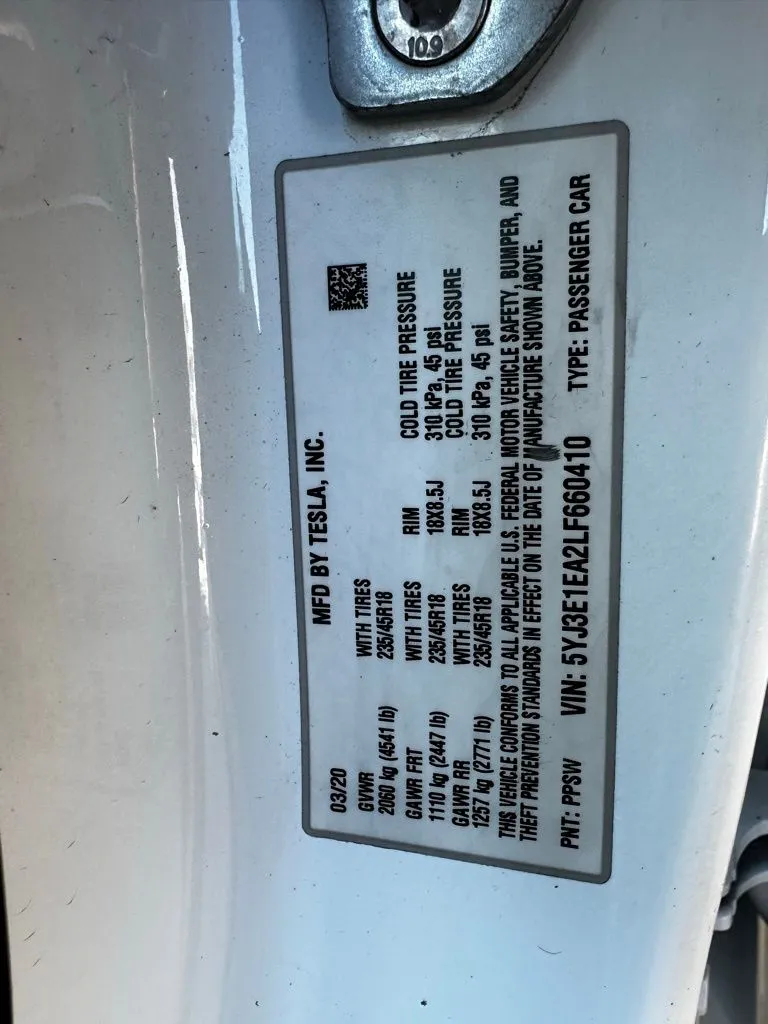 10.9
MFD BY TESLA, INC.
03/20
GVWR WITH TIRES
2060 kg (4541 lb) 235/45R18
GAWR FRT WITH TIRES RIM COLD TIRE PRESSURE
1110 kg (2447 lb) 235/45R18 18X8.5J 310 kPa, 45 psi
GAWR RR WITH TIRES RIM COLD TIRE PRESSURE
1257 kg (2771 lb) 235/45R18 18X8.5J 310 kPa, 45 psi
THIS VEHICLE CONFORMS TO ALL APPLICABLE U.S. FEDERAL MOTOR VEHICLE SAFETY, BUMPER, AND
THEFT PREVENTION STANDARDS IN EFFECT ON THE DATE OF MANUFACTURE SHOWN ABOVE.
PNT: PPSW VIN: 5YJ3E1EA2LF660410 TYPE: PASSENGER CAR